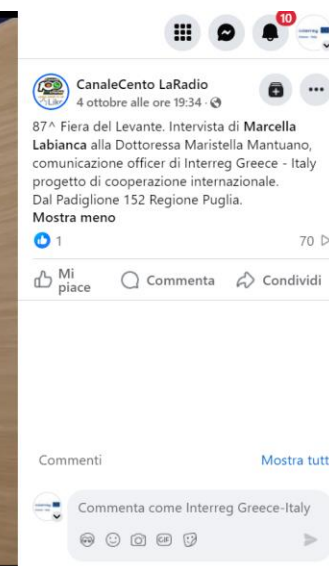 10
CanaleCento LaRadio
4 ottobre alle ore 19:34 ·
87^ Fiera del Levante. Intervista di Marcella
Labianca alla Dottoressa Maristella Mantuano,
comunicazione officer di Interreg Greece - Italy
progetto di cooperazione internazionale.
Dal Padiglione 152 Regione Puglia.
Mostra meno
1
70
Mi piace
Commenta
Condividi
Commenti
Mostra tutt
Commenta come Interreg Greece-Italy
GIF